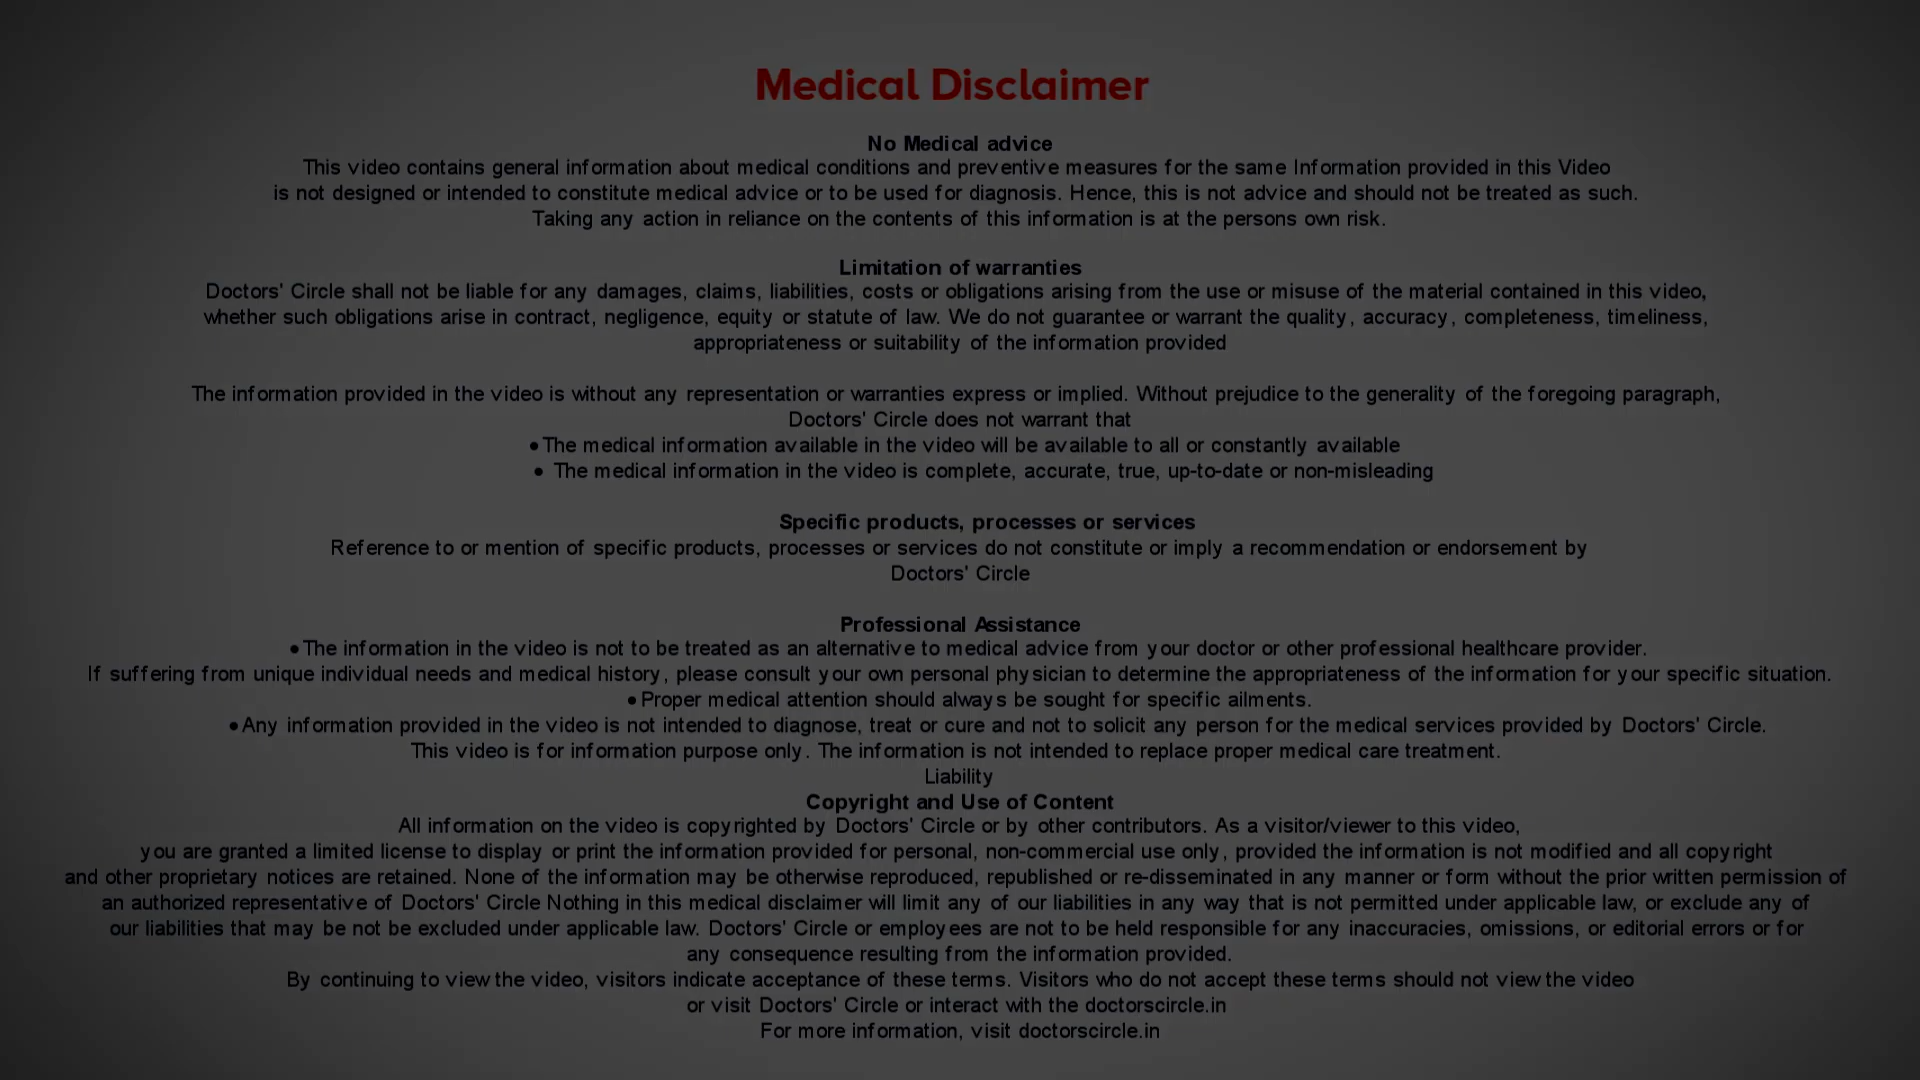 Medical Disclaimer
No Medical advice
This video contains general information about medical conditions and preventive measures for the same Information provided in this Video
is not designed or intended to constitute medical advice or to be used for diagnosis. Hence, this is not advice and should not be treated as such.
Taking any action in reliance on the contents of this information is at the persons own risk.
Limitation of warranties
Doctors' Circle shall not be liable for any damages, claims, liabilities, costs or obligations arising from the use or misuse of the material contained in this video,
whether such obligations arise in contract, negligence, equity or statute of law. We do not guarantee or warrant the quality, accuracy, completeness, timeliness,
appropriateness or suitability of the information provided
The information provided in the video is without any representation or warranties express or implied. Without prejudice to the generality of the foregoing paragraph,
Doctors' Circle does not warrant that
•The medical information available in the video will be available to all or constantly available
• The medical information in the video is complete, accurate, true, up-to-date or non-misleading
Specific products, processes or services
Reference to or mention of specific products, processes or services do not constitute or imply a recommendation or endorsement by
Doctors' Circle
Professional Assistance
•The information in the video is not to be treated as an alternative to medical advice from your doctor or other professional healthcare provider.
If suffering from unique individual needs and medical history, please consult your own personal physician to determine the appropriateness of the information for your specific situation.
•Proper medical attention should always be sought for specific ailments.
•Any information provided in the video is not intended to diagnose, treat or cure and not to solicit any person for the medical services provided by Doctors' Circle.
This video is for information purpose only. The information is not intended to replace proper medical care treatment.
Liability
Copyright and Use of Content
All information on the video is copyrighted by Doctors' Circle or by other contributors. As a visitor/viewer to this video,
you are granted a limited license to display or print the information provided for personal, non-commercial use only, provided the information is not modified and all copyright
and other proprietary notices are retained. None of the information may be otherwise reproduced, republished or re-disseminated in any manner or form without the prior written permission of
an authorized representative of Doctors' Circle Nothing in this medical disclaimer will limit any of our liabilities in any way that is not permitted under applicable law, or exclude any of
our liabilities that may be not be excluded under applicable law. Doctors' Circle or employees are not to be held responsible for any inaccuracies, omissions, or editorial errors or for
any consequence resulting from the information provided.
By continuing to view the video, visitors indicate acceptance of these terms. Visitors who do not accept these terms should not view the video
or visit Doctors' Circle or interact with the doctorscircle.in
For more information, visit doctorscircle.in